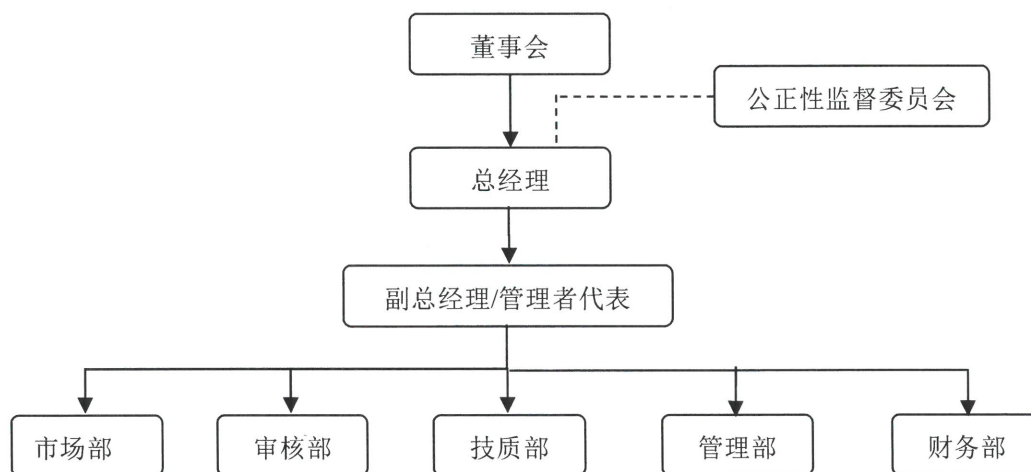 董事会
公正性监督委员会
总经理
副总经理/管理者代表
市场部
审核部
技质部
管理部
财务部